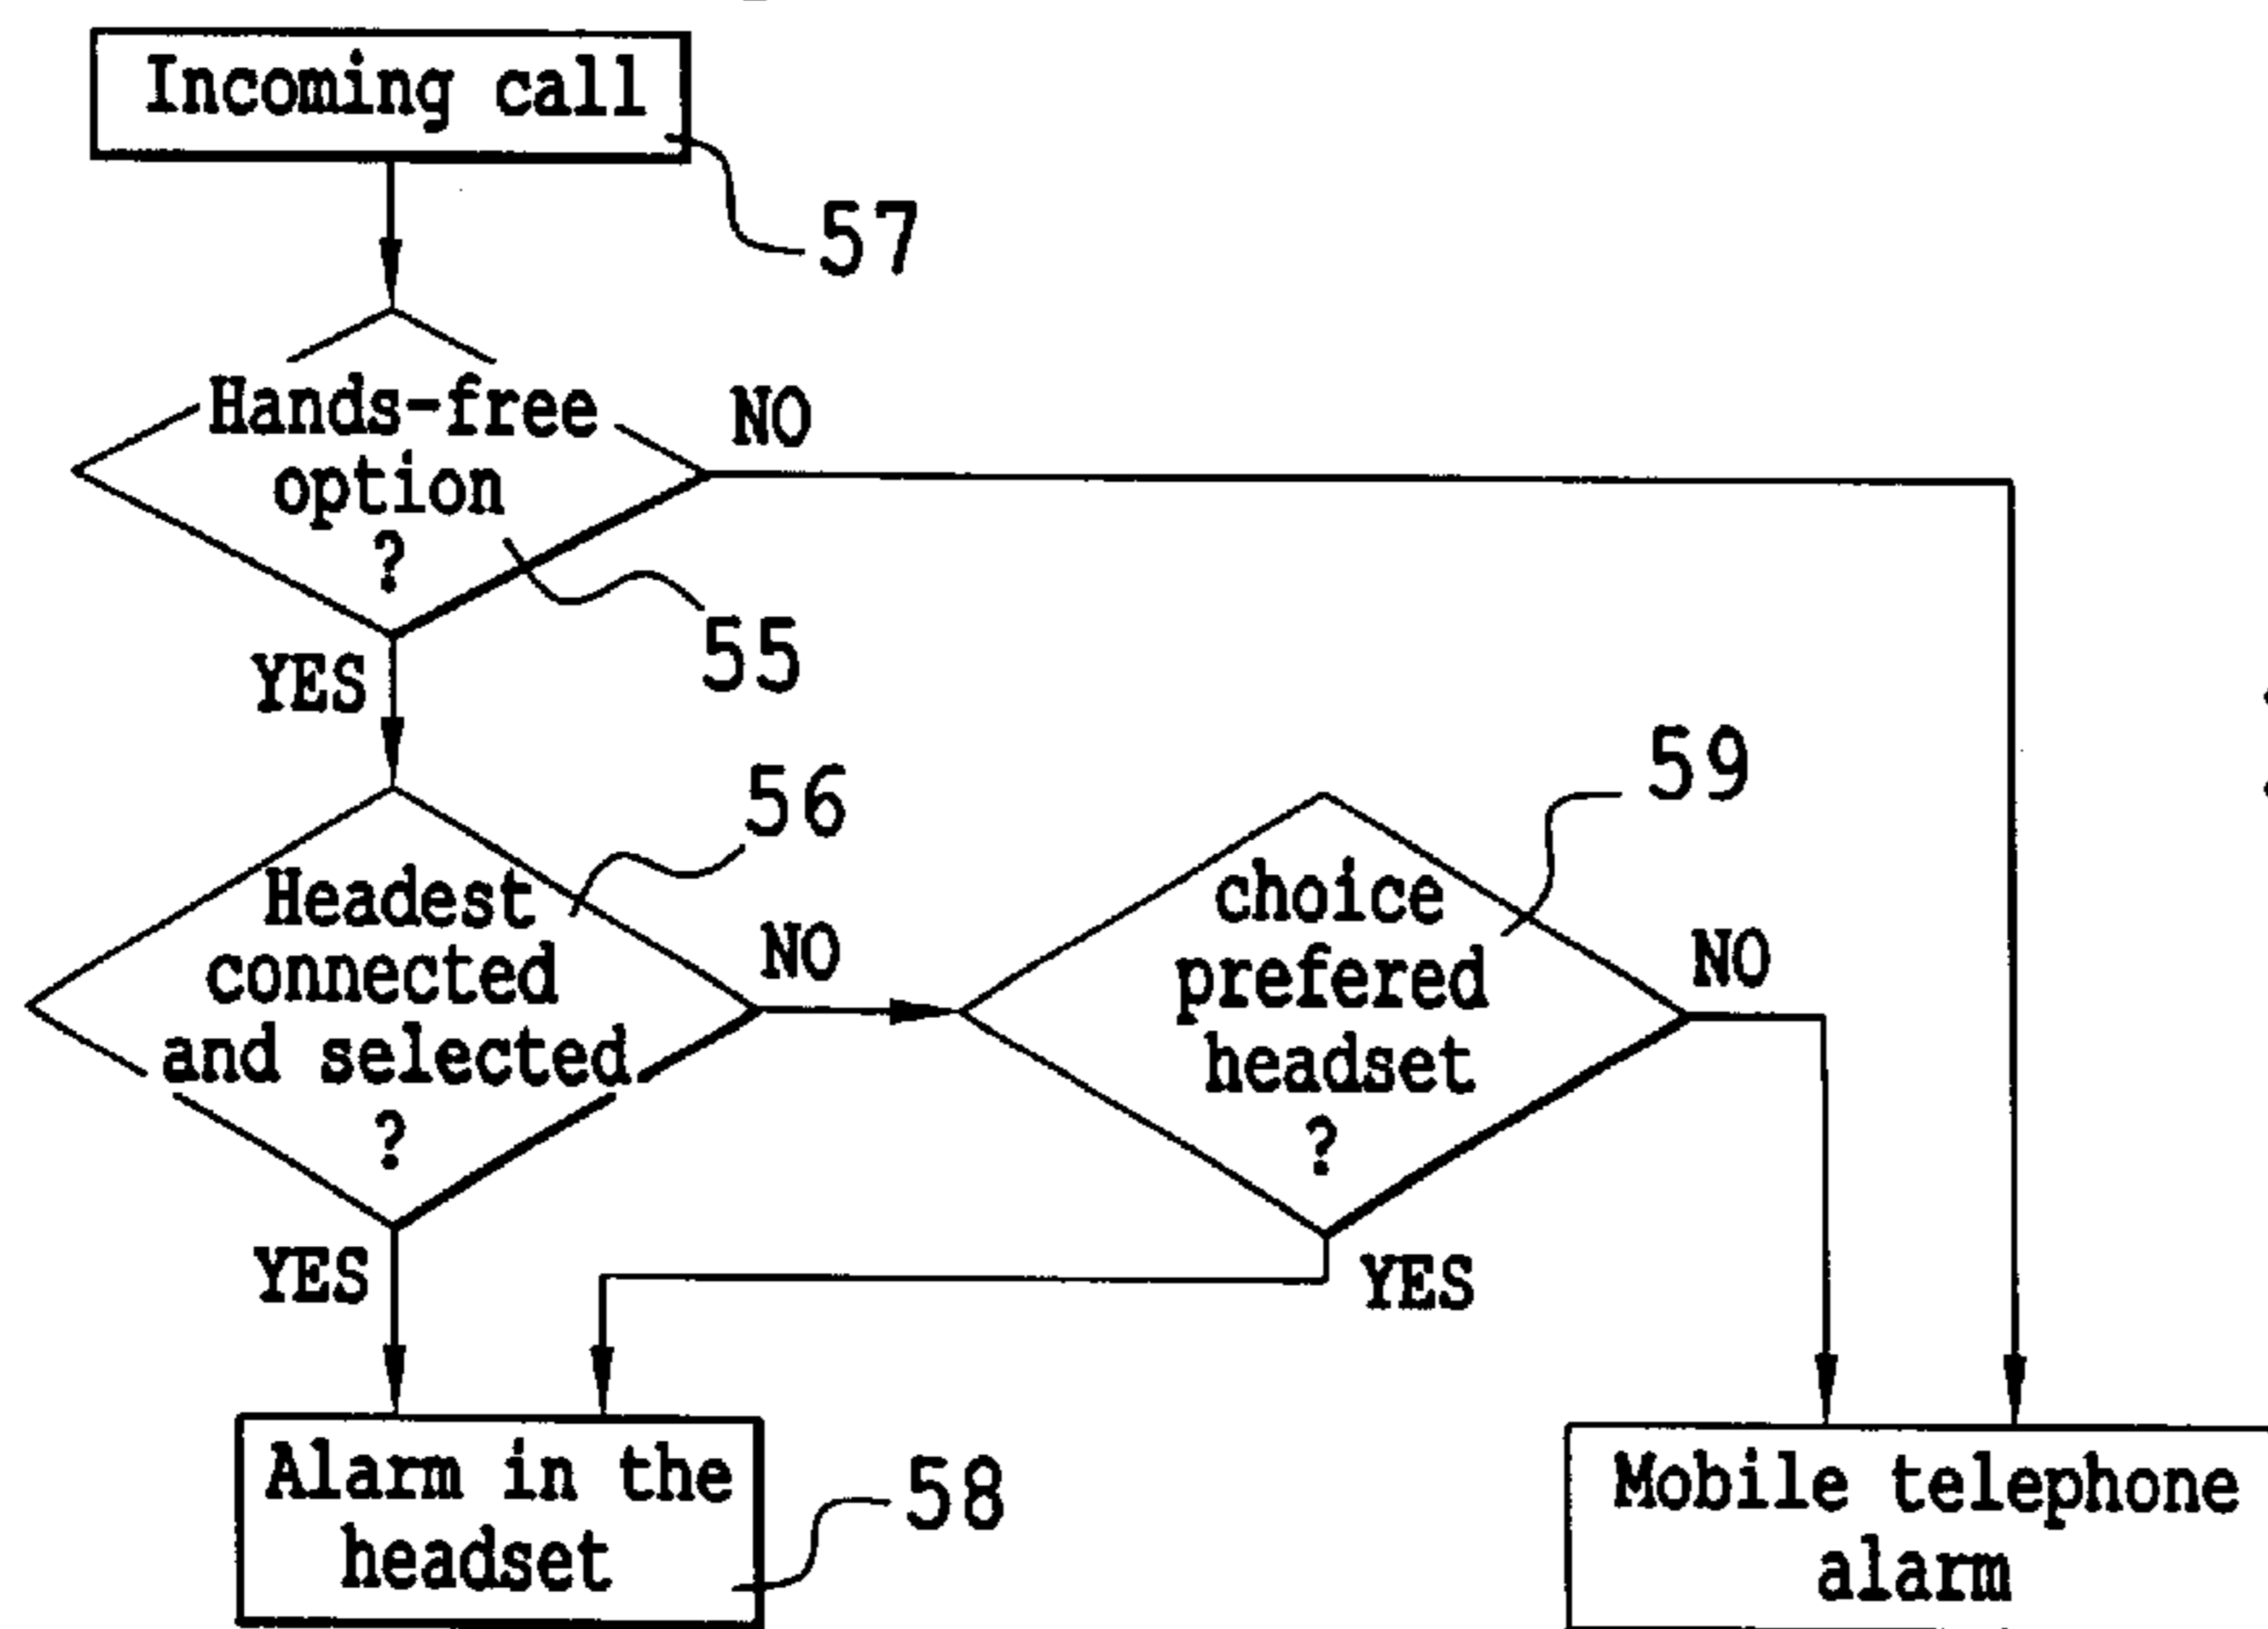 Incoming call
57
Hands-free
option
?
NO
55
YES
56
Headest
connected
and selected
?
NO
59
choice
prefered
headset
?
NO
YES
YES
Alarm in the
headset
58
Mobile telephone
alarm